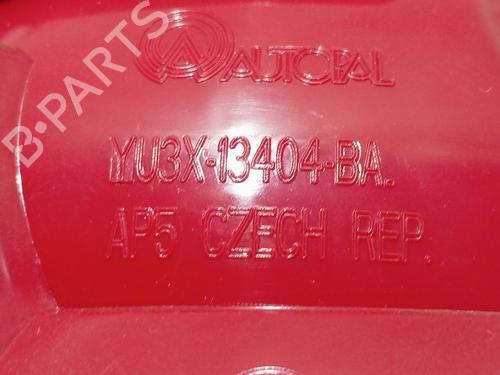 B-PARTS
AUTOPAL
YU3X-13404-BA.
AP5 CZECH REP.